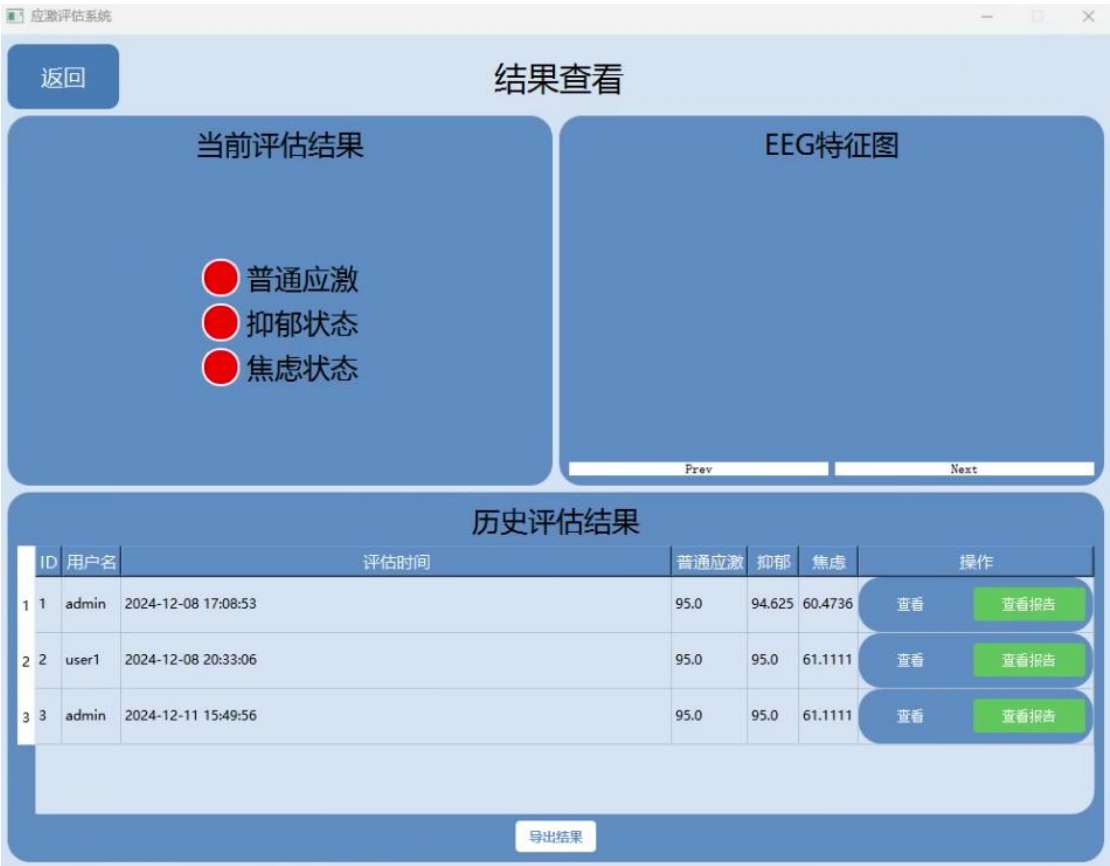 应激评估系统
返回
结果查看
当前评估结果
普通应激
抑郁状态
焦虑状态
EEG特征图
Prev Next
历史评估结果
ID 用户名 评估时间 普通应激 抑郁 焦虑 操作
1 1 admin 2024-12-08 17:08:53 95.0 94.625 60.4736 查看 查看报告
2 2 user1 2024-12-08 20:33:06 95.0 95.0 61.1111 查看 查看报告
3 3 admin 2024-12-11 15:49:56 95.0 95.0 61.1111 查看 查看报告
导出结果